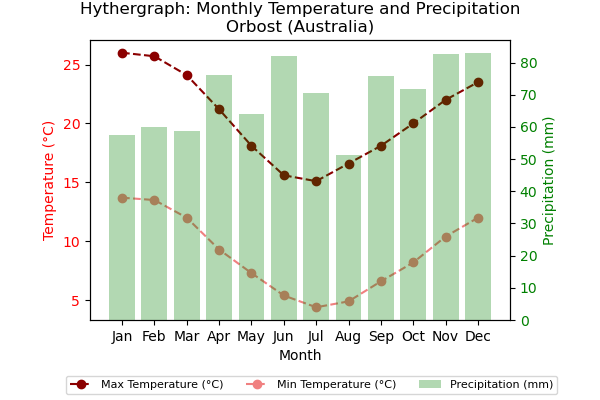 Hythergraph: Monthly Temperature and Precipitation
Orbost (Australia)
25
20
15
10
5
Temperature (°C)
80
70
60
50
40
30
20
10
0
Precipitation (mm)
Jan Feb Mar Apr May Jun Jul Aug Sep Oct Nov Dec
Month
Max Temperature (°C) Min Temperature (°C) Precipitation (mm)